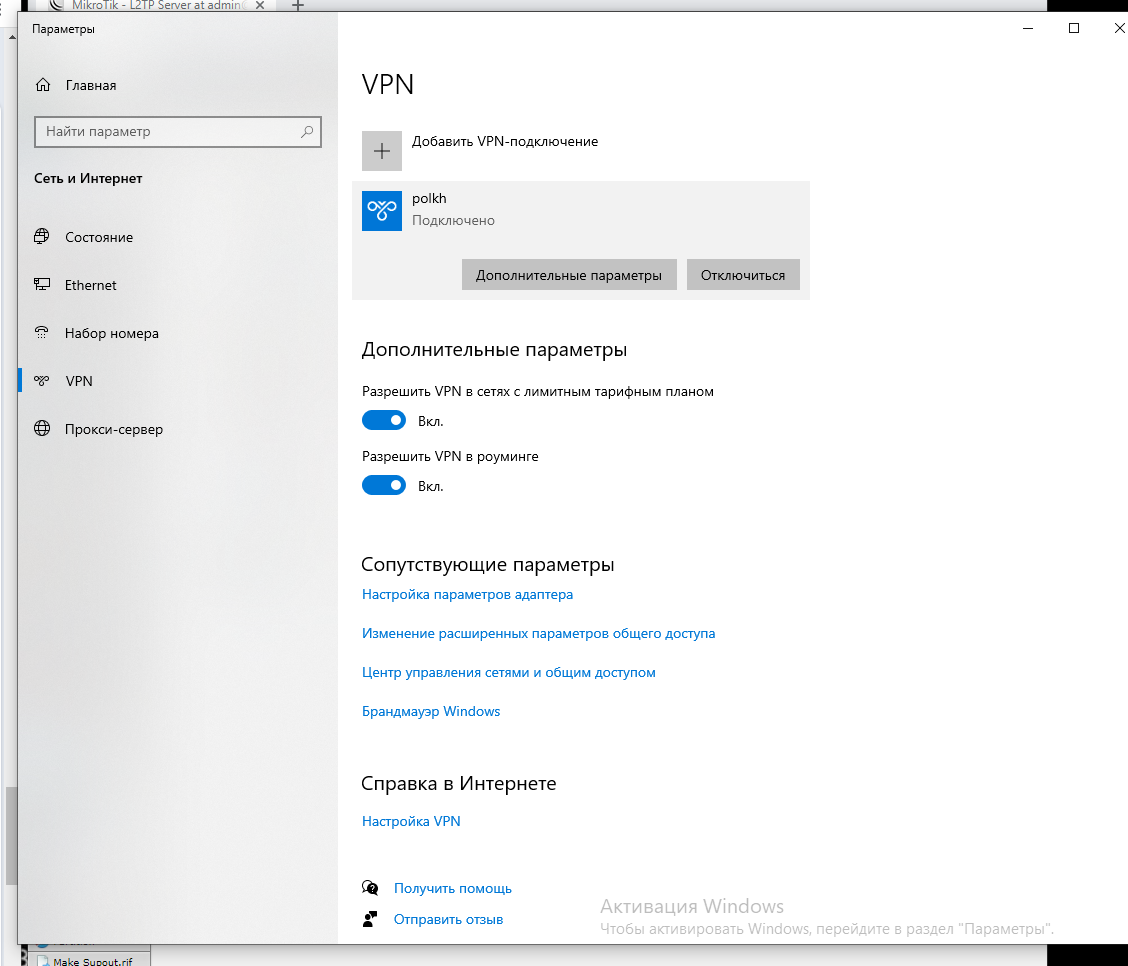 MikroTik - L2TP Server at admin(
Параметры
Главная
Найти параметр
Сеть и Интернет
Состояние
Ethernet
Набор номера
VPN
Прокси-сервер
VPN
Добавить VPN-подключение
polkh
Подключено
Дополнительные параметры
Отключиться
Дополнительные параметры
Разрешить VPN в сетях с лимитным тарифным планом
Вкл.
Разрешить VPN в роуминге
Вкл.
Сопутствующие параметры
Настройка параметров адаптера
Изменение расширенных параметров общего доступа
Центр управления сетями и общим доступом
Брандмауэр Windows
Справка в Интернете
Настройка VPN
Получить помощь
Отправить отзыв
Активация Windows
Чтобы активировать Windows, перейдите в раздел "Параметры".
Make Supout.rif